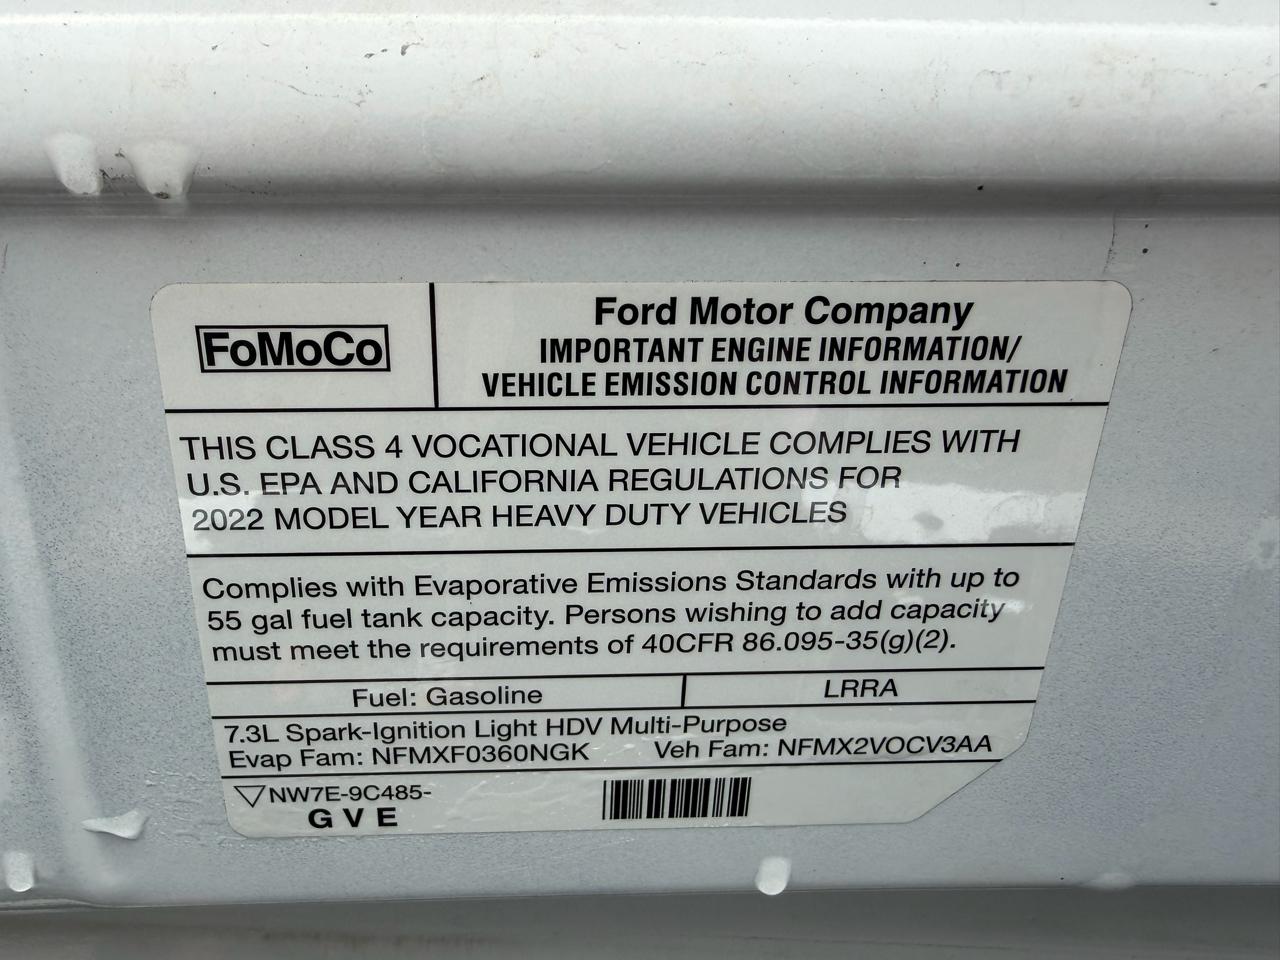 FoMoCo
Ford Motor Company
IMPORTANT ENGINE INFORMATION/
VEHICLE EMISSION CONTROL INFORMATION
THIS CLASS 4 VOCATIONAL VEHICLE COMPLIES WITH
U.S. EPA AND CALIFORNIA REGULATIONS FOR
2022 MODEL YEAR HEAVY DUTY VEHICLES
Complies with Evaporative Emissions Standards with up to
55 gal fuel tank capacity. Persons wishing to add capacity
must meet the requirements of 40CFR 86.095-35(g)(2).
Fuel: Gasoline
LRRA
7.3L Spark-Ignition Light HDV Multi-Purpose
Evap Fam: NFMXF0360NGK Veh Fam: NFMX2VOCV3AA
NW7E-9C485-
G V E